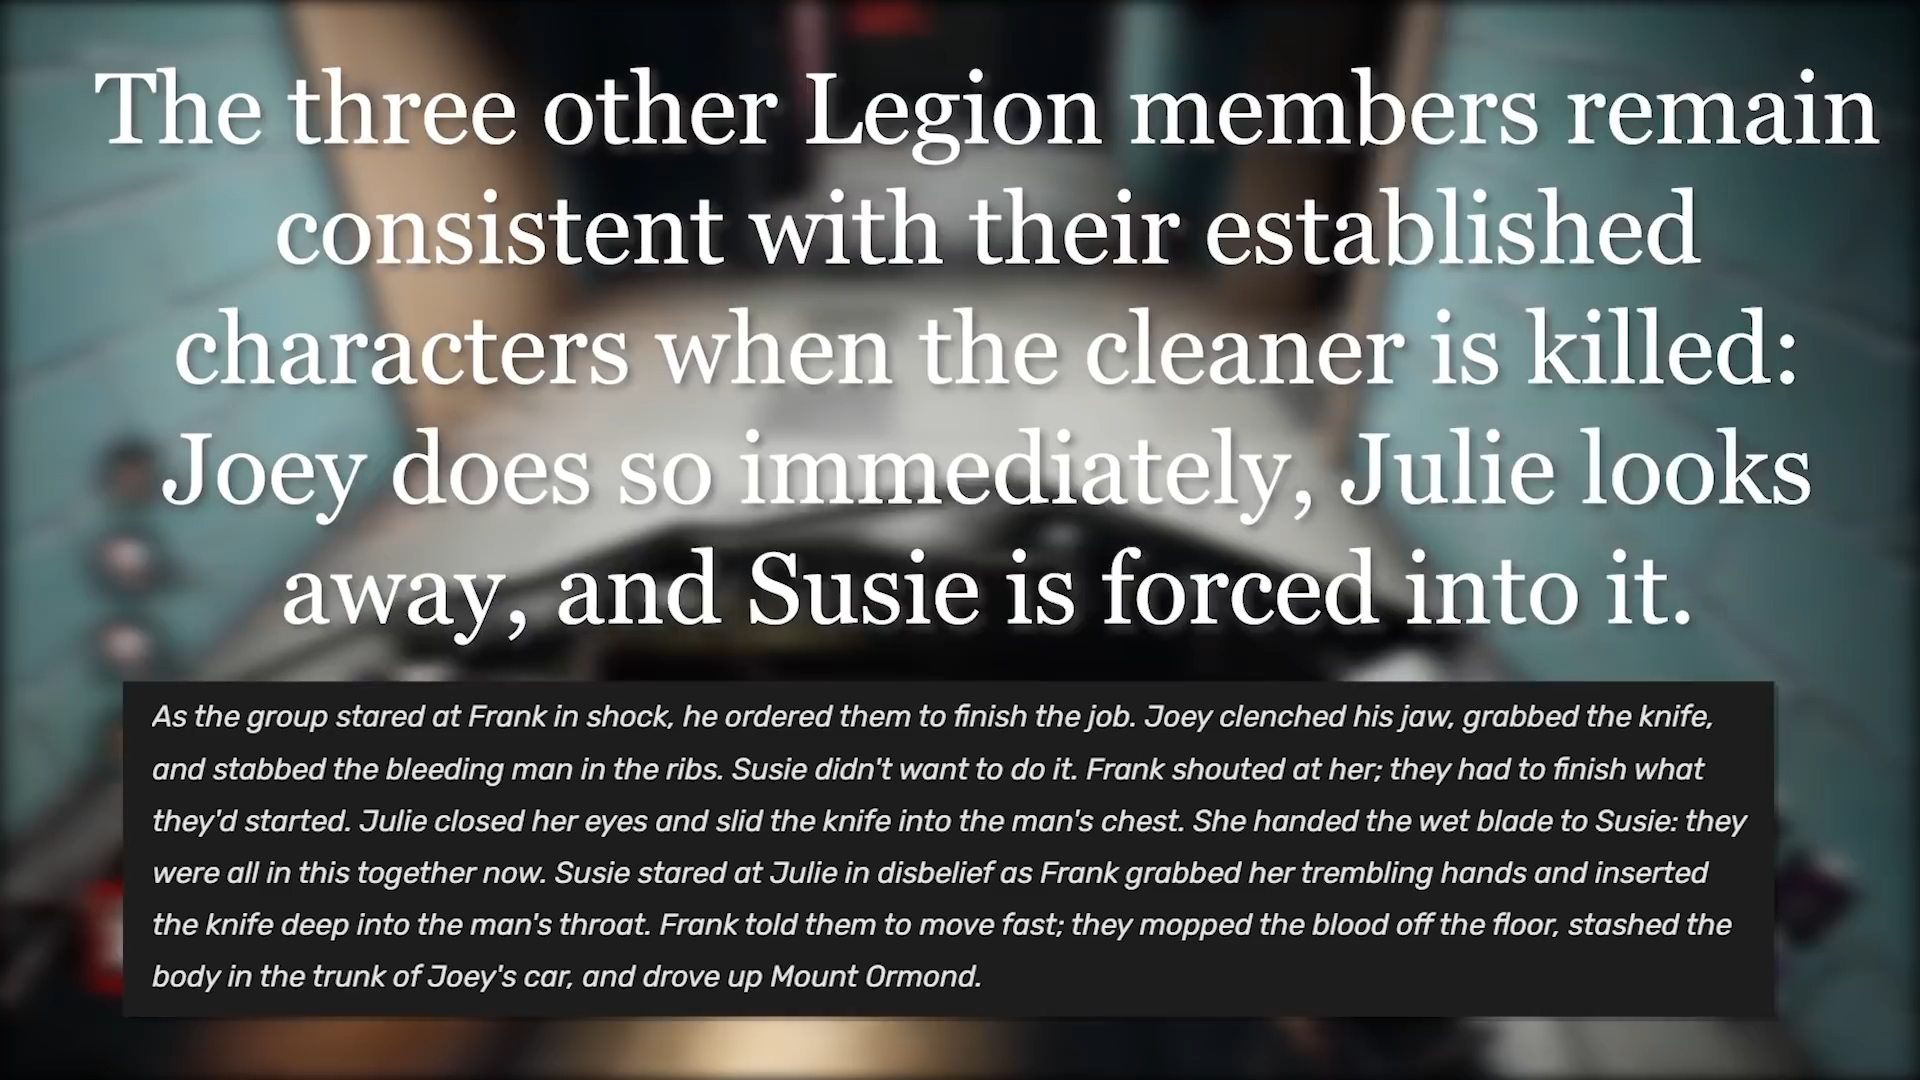 The three other Legion members remain
consistent with their established
characters when the cleaner is killed:
Joey does so immediately, Julie looks
away, and Susie is forced into it.
As the group stared at Frank in shock, he ordered them to finish the job. Joey clenched his jaw, grabbed the knife,
and stabbed the bleeding man in the ribs. Susie didn't want to do it. Frank shouted at her; they had to finish what
they'd started. Julie closed her eyes and slid the knife into the man's chest. She handed the wet blade to Susie: they
were all in this together now. Susie stared at Julie in disbelief as Frank grabbed her trembling hands and inserted
the knife deep into the man's throat. Frank told them to move fast; they mopped the blood off the floor, stashed the
body in the trunk of Joey's car, and drove up Mount Ormond.